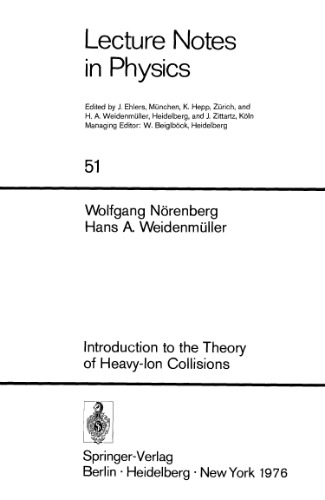 Lecture Notes
in Physics
Edited by J. Ehlers, München, K. Hepp, Zürich, and
H. A. Weidenmüller, Heidelberg, and J. Zittartz, Köln
Managing Editor: W. Beiglböck, Heidelberg
51
Wolfgang Nörenberg
Hans A. Weidenmüller
Introduction to the Theory
of Heavy-Ion Collisions
Springer-Verlag
Berlin · Heidelberg · New York 1976